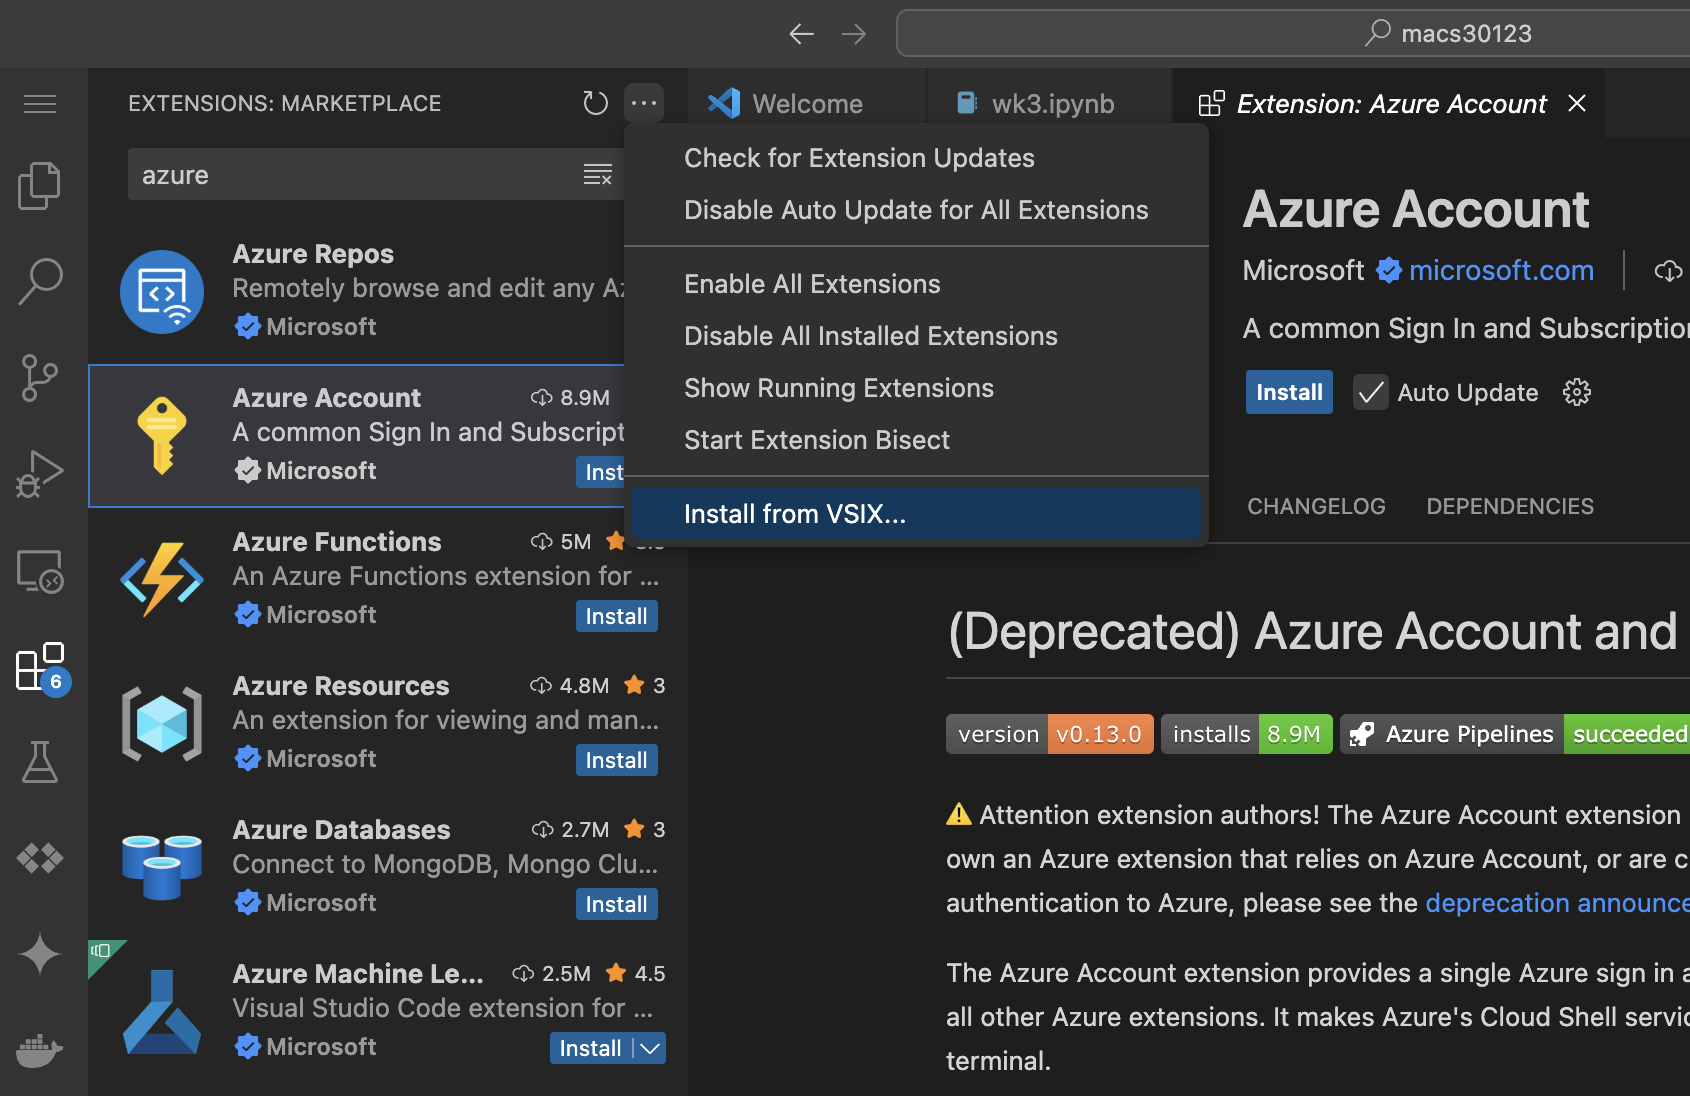 macs30123
EXTENSIONS: MARKETPLACE
azure
Azure Repos
Remotely browse and edit any Az
Microsoft
Azure Account 8.9M
A common Sign In and Subscript
Microsoft
Inst
Azure Functions 5M
An Azure Functions extension for ...
Microsoft
Install
Azure Resources 4.8M 3
An extension for viewing and man...
Microsoft
Install
Azure Databases 2.7M 3
Connect to MongoDB, Mongo Clu...
Microsoft
Install
Azure Machine Le... 2.5M 4.5
Visual Studio Code extension for ...
Microsoft
Install
6
Welcome
wk3.ipynb
Extension: Azure Account
Check for Extension Updates
Disable Auto Update for All Extensions
Enable All Extensions
Disable All Installed Extensions
Show Running Extensions
Start Extension Bisect
Install from VSIX...
Azure Account
Microsoft microsoft.com
A common Sign In and Subscription
Install Auto Update
CHANGELOG DEPENDENCIES
(Deprecated) Azure Account and
version v0.13.0 installs 8.9M Azure Pipelines succeeded
Attention extension authors! The Azure Account extension
own an Azure extension that relies on Azure Account, or are c
authentication to Azure, please see the deprecation announce
The Azure Account extension provides a single Azure sign in a
all other Azure extensions. It makes Azure's Cloud Shell servic
terminal.